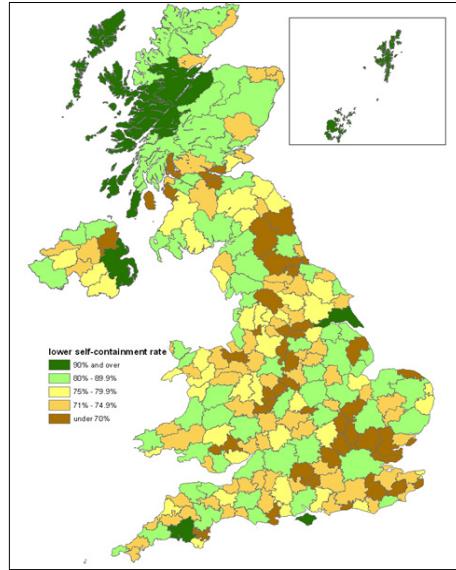 lower self-containment rate
90% and over
80% - 89.9%
75% - 79.9%
71% - 74.9%
under 70%